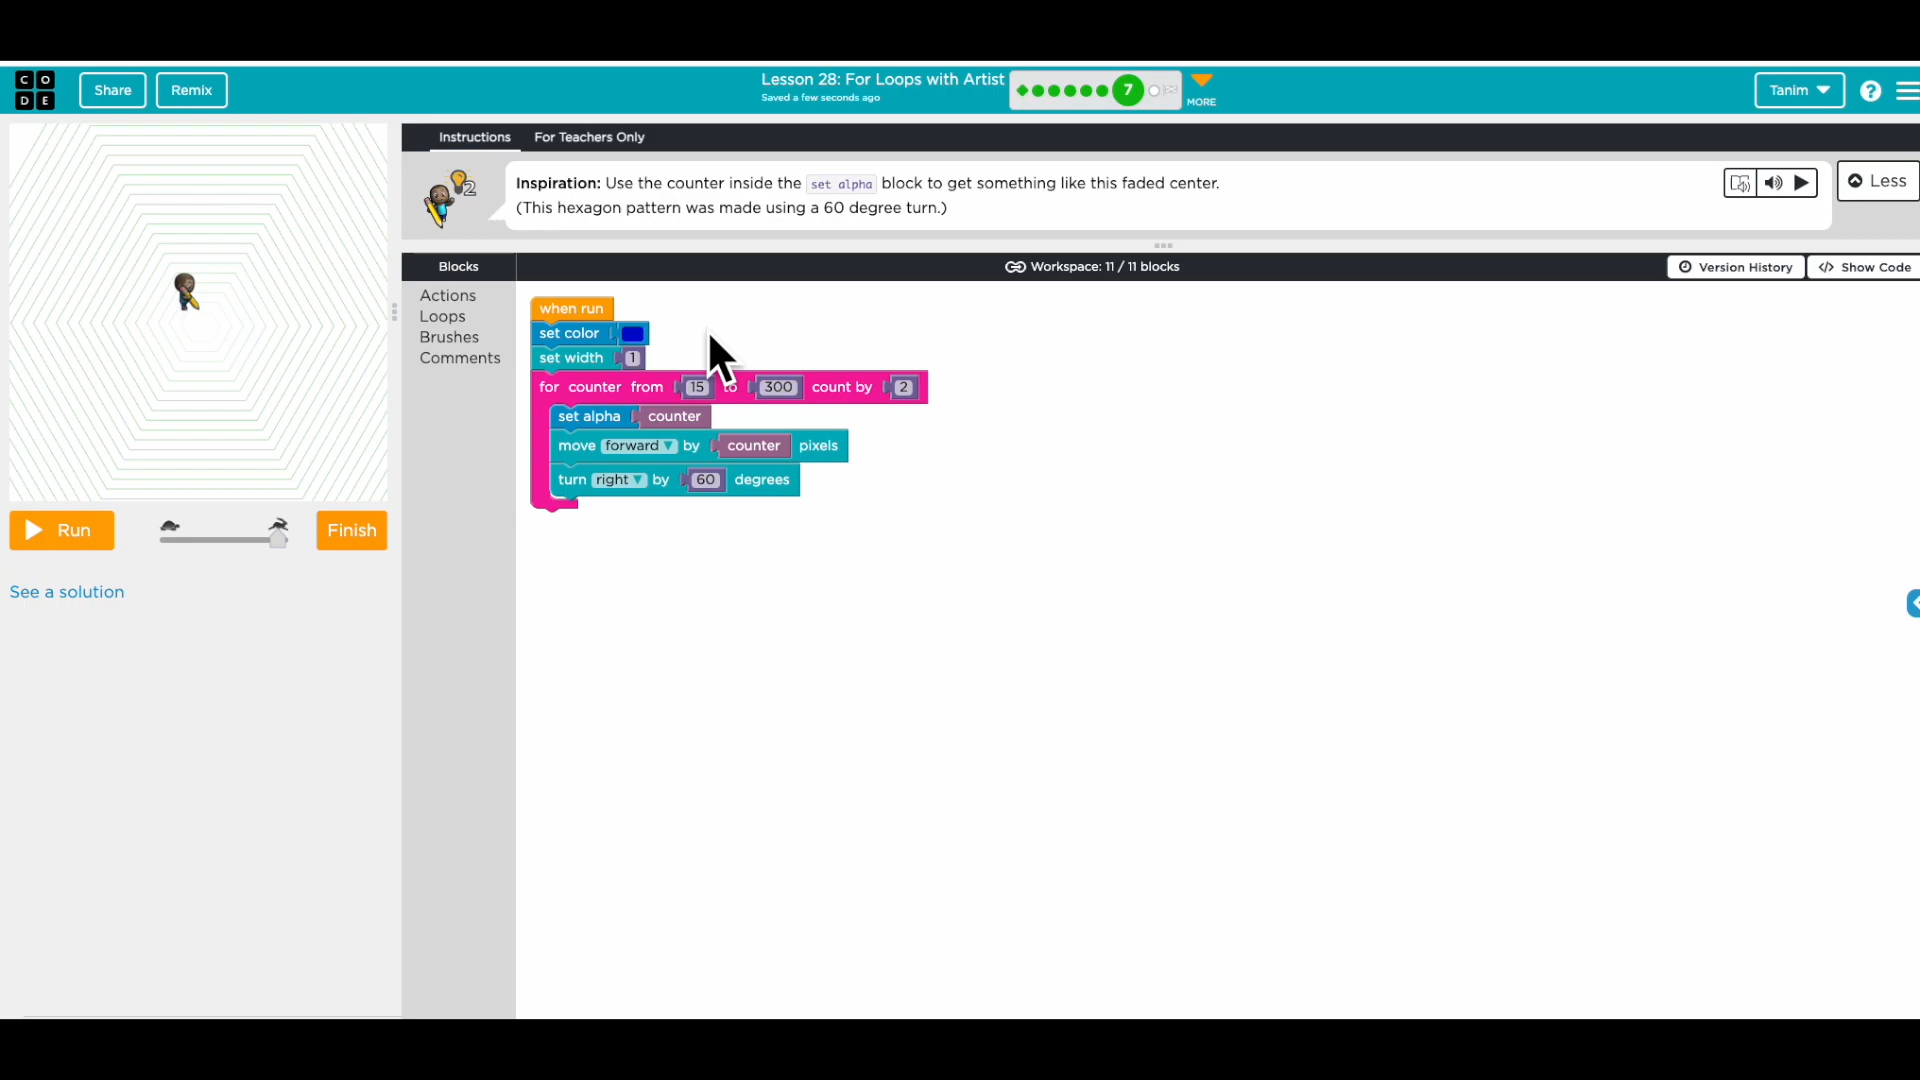 C O D E
Share
Remix
Lesson 28: For Loops with Artist
Saved a few seconds ago
7
MORE
Tanim
?
Instructions
For Teachers Only
2
Inspiration: Use the counter inside the set alpha block to get something like this faded center.
(This hexagon pattern was made using a 60 degree turn.)
Less
Blocks
Workspace: 11 / 11 blocks
Version History
</> Show Code
Actions
Loops
Brushes
Comments
when run
set color
set width 1
for counter from 15 to 300 count by 2
set alpha counter
move forward by counter pixels
turn right by 60 degrees
Run
Finish
See a solution